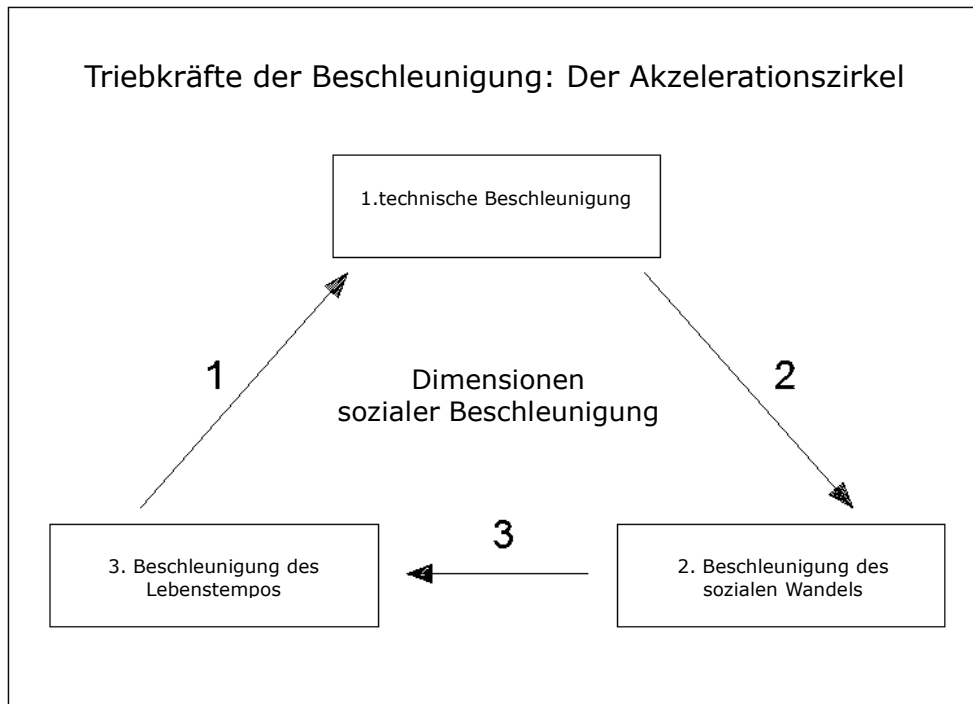 Triebkräfte der Beschleunigung: Der Akzelerationszirkel
1.technische Beschleunigung
1
2
Dimensionen
sozialer Beschleunigung
3
3. Beschleunigung des
Lebenstempos
2. Beschleunigung des
sozialen Wandels